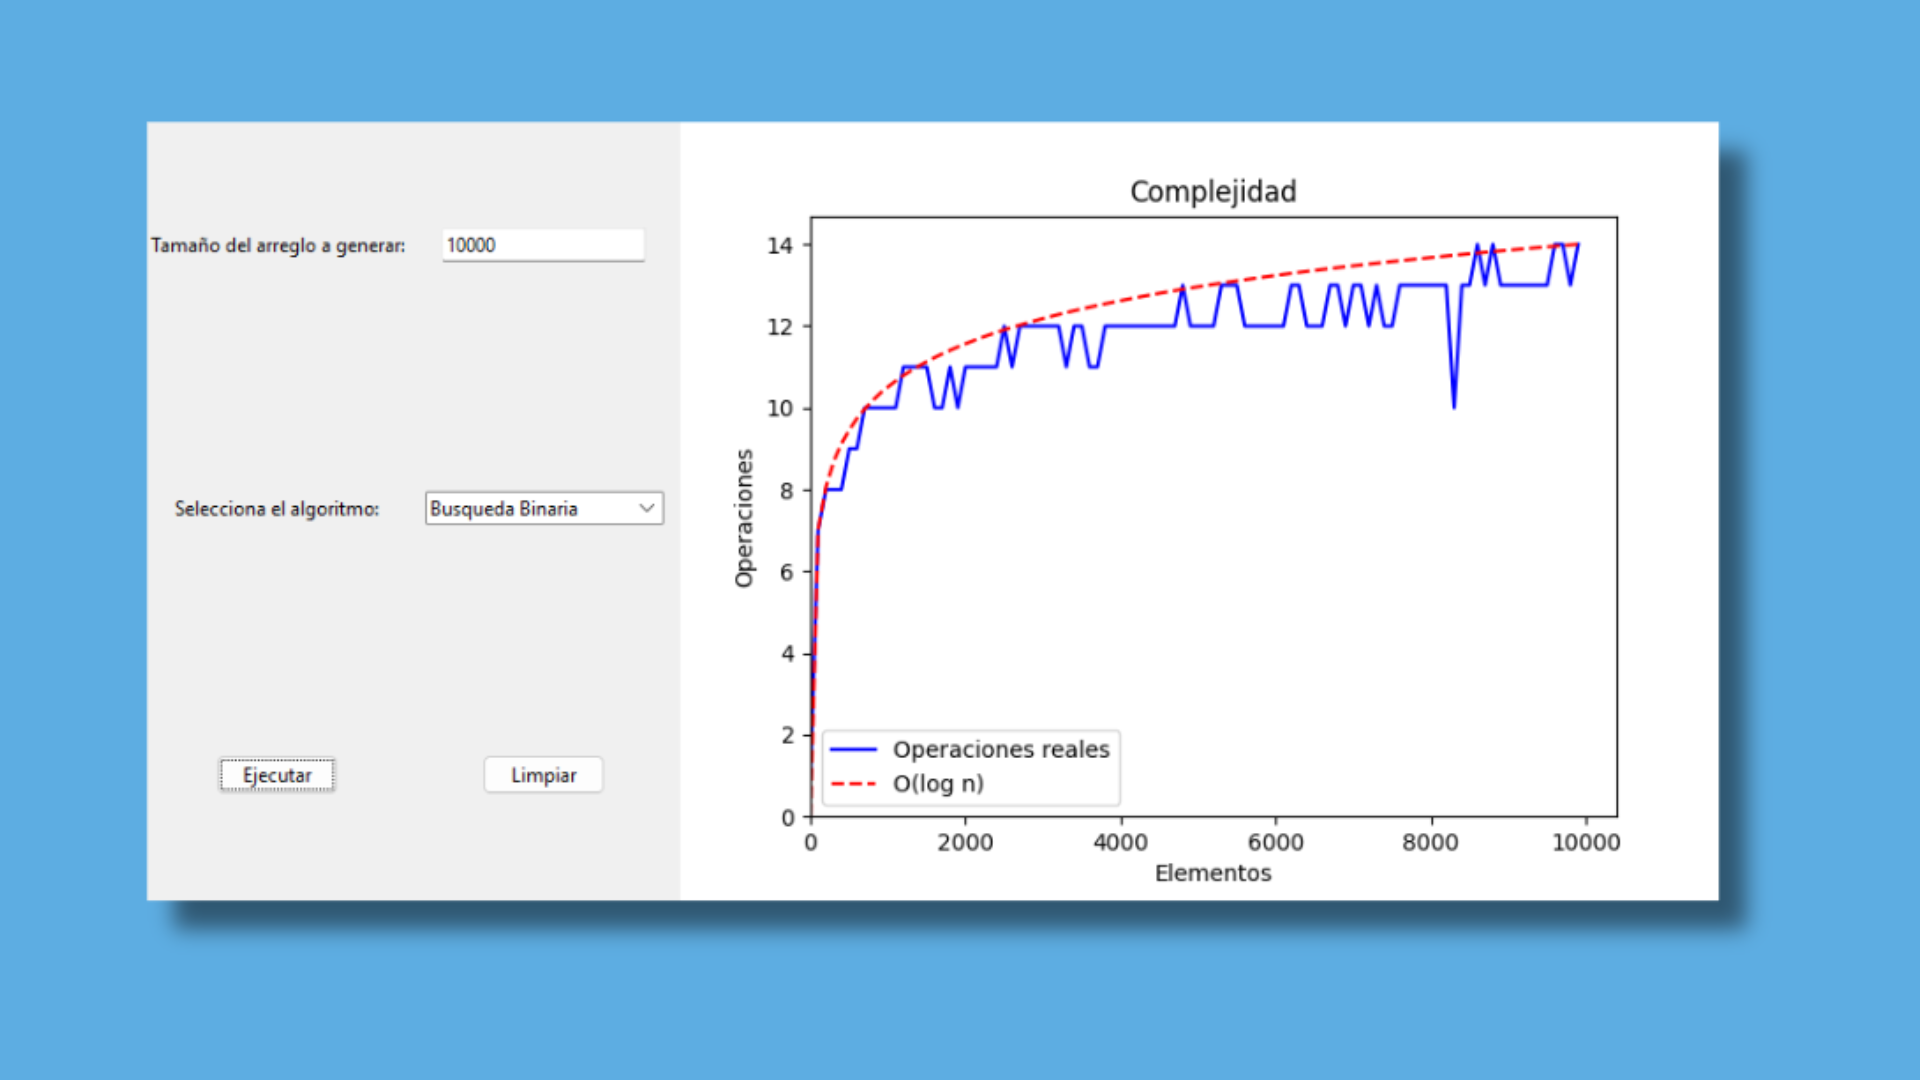 Tamaño del arreglo a generar: 10000
Selecciona el algoritmo: Busqueda Binaria
Ejecutar Limpiar
Complejidad
14
12
10
8
6
4
2
0
Operaciones
Operaciones reales
O(log n)
0 2000 4000 6000 8000 10000
Elementos